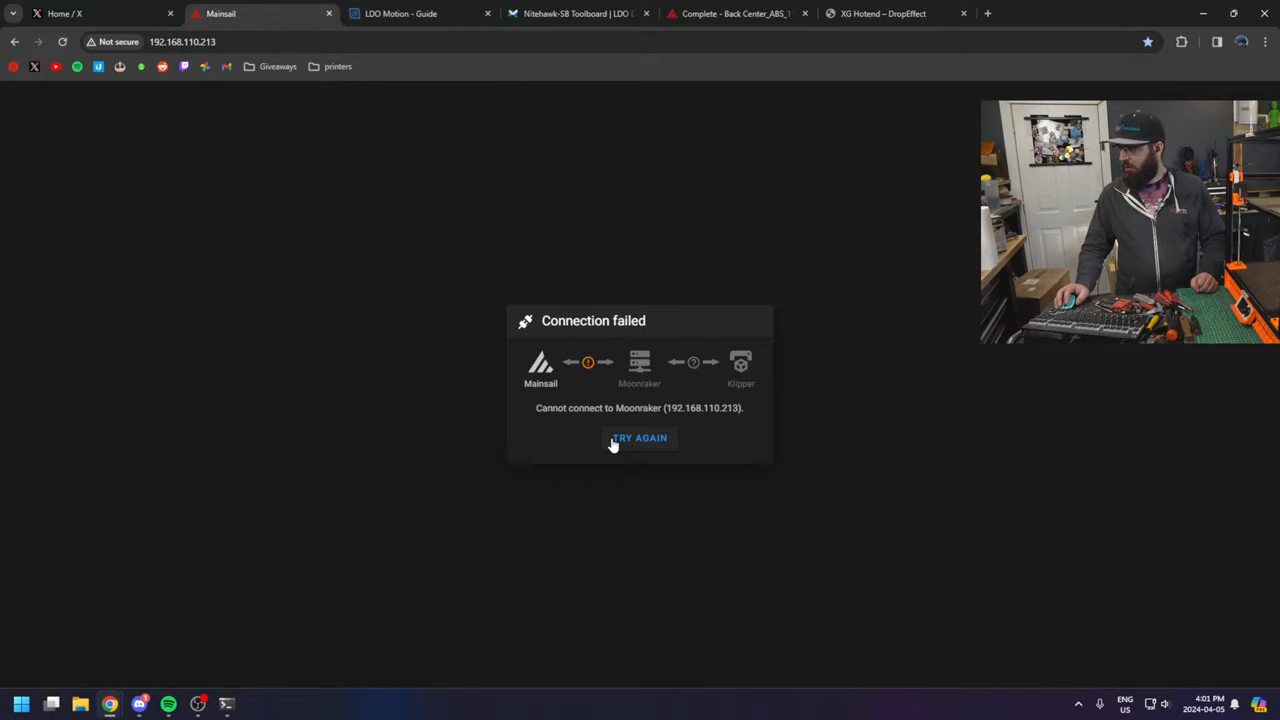 Home / X
Mainsail
LDO Motion - Guide
Nitehawk-SB Toolboard | LDO
Complete - Back Center_ABS_1
XG Hotend – DropEffect
Not secure
192.168.110.213
Giveaways
printers
Connection failed
Mainsail
Moonraker
Klipper
Cannot connect to Moonraker (192.168.110.213).
TRY AGAIN
ENG
US
4:01 PM
2024-04-05